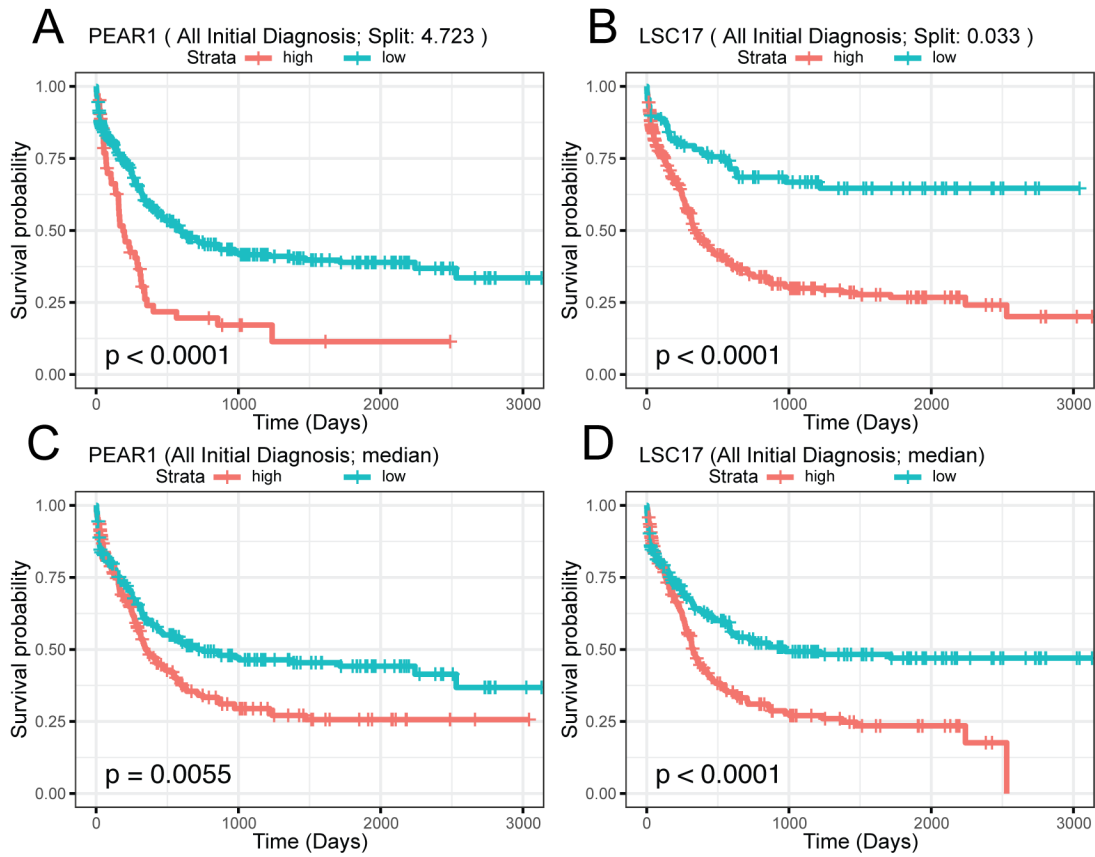 A
PEAR1 ( All Initial Diagnosis; Split: 4.723 )
Strata high low
Survival probability
1.00
0.75
0.50
0.25
0.00
p < 0.0001
0 1000 2000 3000
Time (Days)
B
LSC17 ( All Initial Diagnosis; Split: 0.033 )
Strata high low
Survival probability
1.00
0.75
0.50
0.25
0.00
p < 0.0001
0 1000 2000 3000
Time (Days)
C
PEAR1 (All Initial Diagnosis; median)
Strata high low
Survival probability
1.00
0.75
0.50
0.25
0.00
p = 0.0055
0 1000 2000 3000
Time (Days)
D
LSC17 (All Initial Diagnosis; median)
Strata high low
Survival probability
1.00
0.75
0.50
0.25
0.00
p < 0.0001
0 1000 2000 3000
Time (Days)